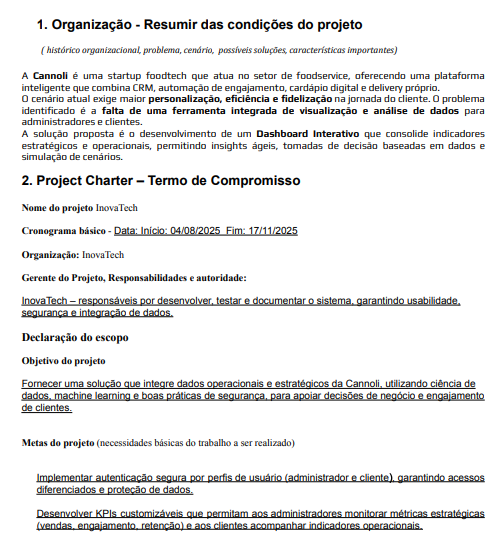 1. Organização - Resumir das condições do projeto
( histórico organizacional, problema, cenário, possíveis soluções, características importantes)
A Cannoli é uma startup foodtech que atua no setor de foodservice, oferecendo uma plataforma
inteligente que combina CRM, automação de engajamento, cardápio digital e delivery próprio.
O cenário atual exige maior personalização, eficiência e fidelização na jornada do cliente. O problema
identificado é a falta de uma ferramenta integrada de visualização e análise de dados para
administradores e clientes.
A solução proposta é o desenvolvimento de um Dashboard Interativo que consolide indicadores
estratégicos e operacionais, permitindo insights ágeis, tomadas de decisão baseadas em dados e
simulação de cenários.
2. Project Charter – Termo de Compromisso
Nome do projeto InovaTech
Cronograma básico - Data: Início: 04/08/2025 Fim: 17/11/2025
Organização: InovaTech
Gerente do Projeto, Responsabilidades e autoridade:
InovaTech – responsáveis por desenvolver, testar e documentar o sistema, garantindo usabilidade,
segurança e integração de dados.
Declaração do escopo
Objetivo do projeto
Fornecer uma solução que integre dados operacionais e estratégicos da Cannoli, utilizando ciência de
dados, machine learning e boas práticas de segurança, para apoiar decisões de negócio e engajamento
de clientes.
Metas do projeto (necessidades básicas do trabalho a ser realizado)
Implementar autenticação segura por perfis de usuário (administrador e cliente), garantindo acessos
diferenciados e proteção de dados.
Desenvolver KPIs customizáveis que permitam aos administradores monitorar métricas estratégicas
(vendas, engajamento, retenção) e aos clientes acompanhar indicadores operacionais.